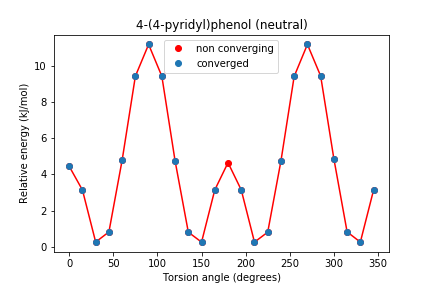 4-(4-pyridyl)phenol (neutral)
non converging
converged
Relative energy (kJ/mol)
10
8
6
4
2
0
0 50 100 150 200 250 300 350
Torsion angle (degrees)